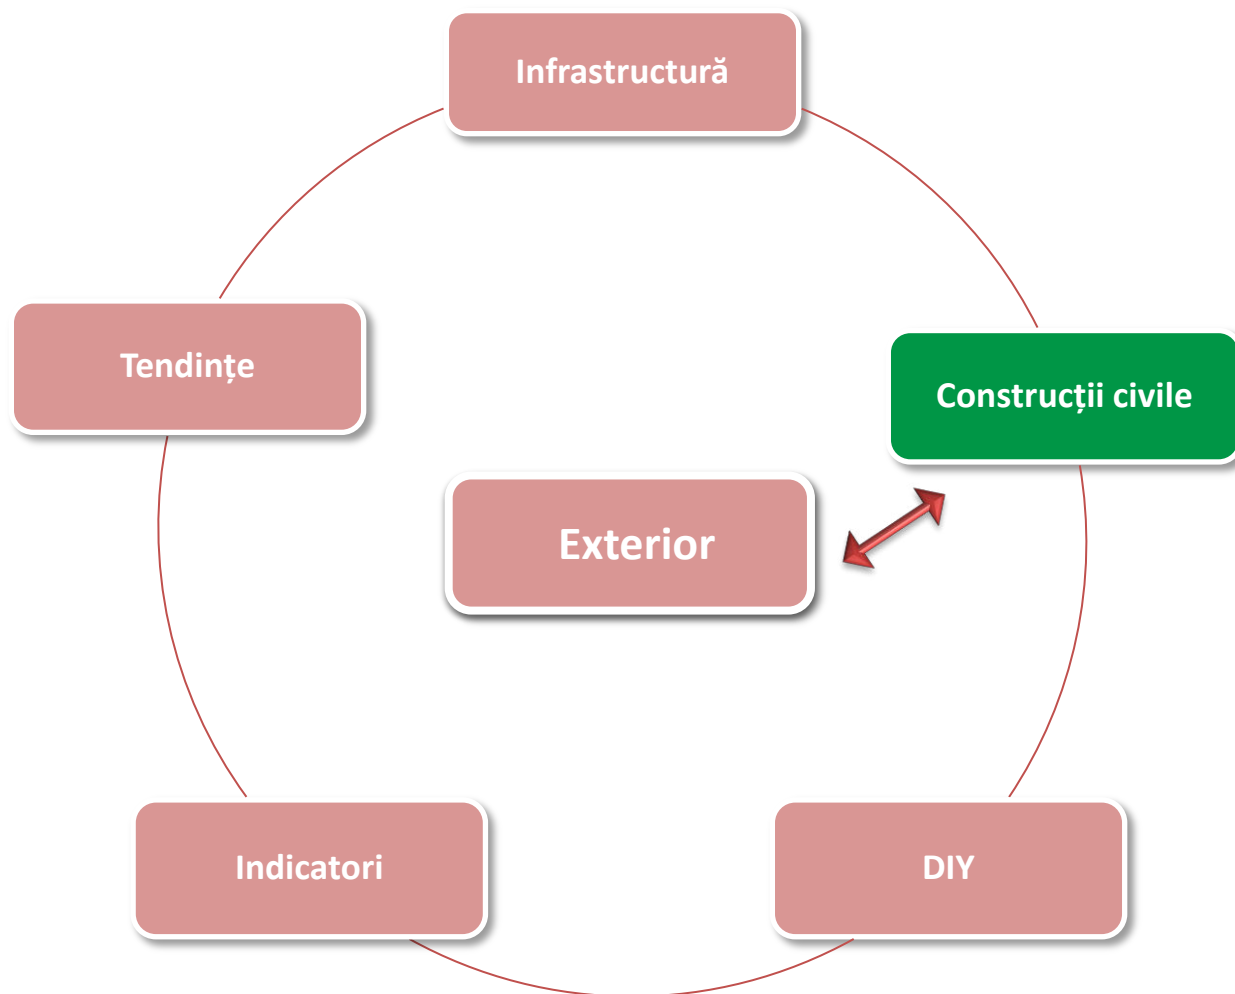 Infrastructură
Tendințe
Construcții civile
Exterior
Indicatori
DIY